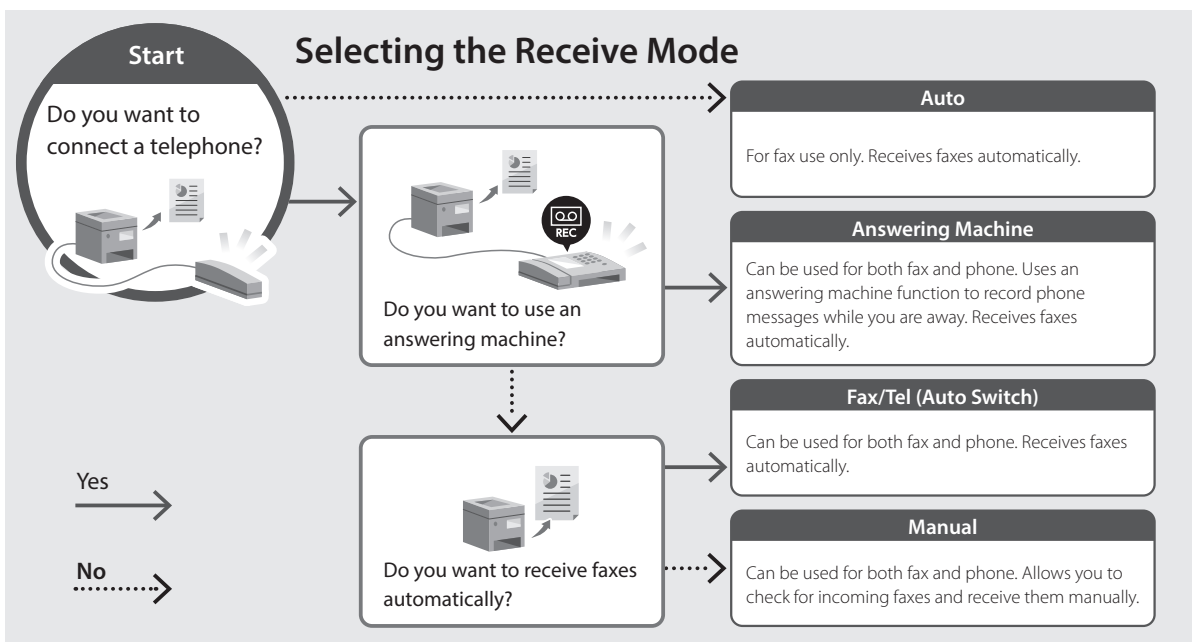 Selecting the Receive Mode
Start
Do you want to
connect a telephone?
REC
Do you want to use an
answering machine?
Do you want to receive faxes
automatically?
Auto
For fax use only. Receives faxes automatically.
Answering Machine
Can be used for both fax and phone. Uses an
answering machine function to record phone
messages while you are away. Receives faxes
automatically.
Fax/Tel (Auto Switch)
Can be used for both fax and phone. Receives faxes
automatically.
Manual
Can be used for both fax and phone. Allows you to
check for incoming faxes and receive them manually.
Yes
No